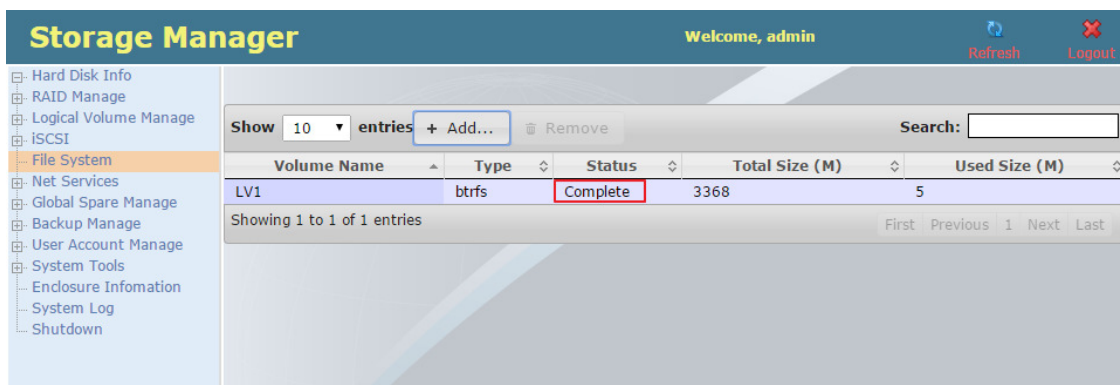 Storage Manager
Welcome, admin
Refresh
Logout
Hard Disk Info
RAID Manage
Logical Volume Manage
iSCSI
File System
Net Services
Global Spare Manage
Backup Manage
User Account Manage
System Tools
Enclosure Infomation
System Log
Shutdown
Show 10 entries + Add... Remove Search:
Volume Name Type Status Total Size (M) Used Size (M)
LV1 btrfs Complete 3368 5
Showing 1 to 1 of 1 entries First Previous 1 Next Last